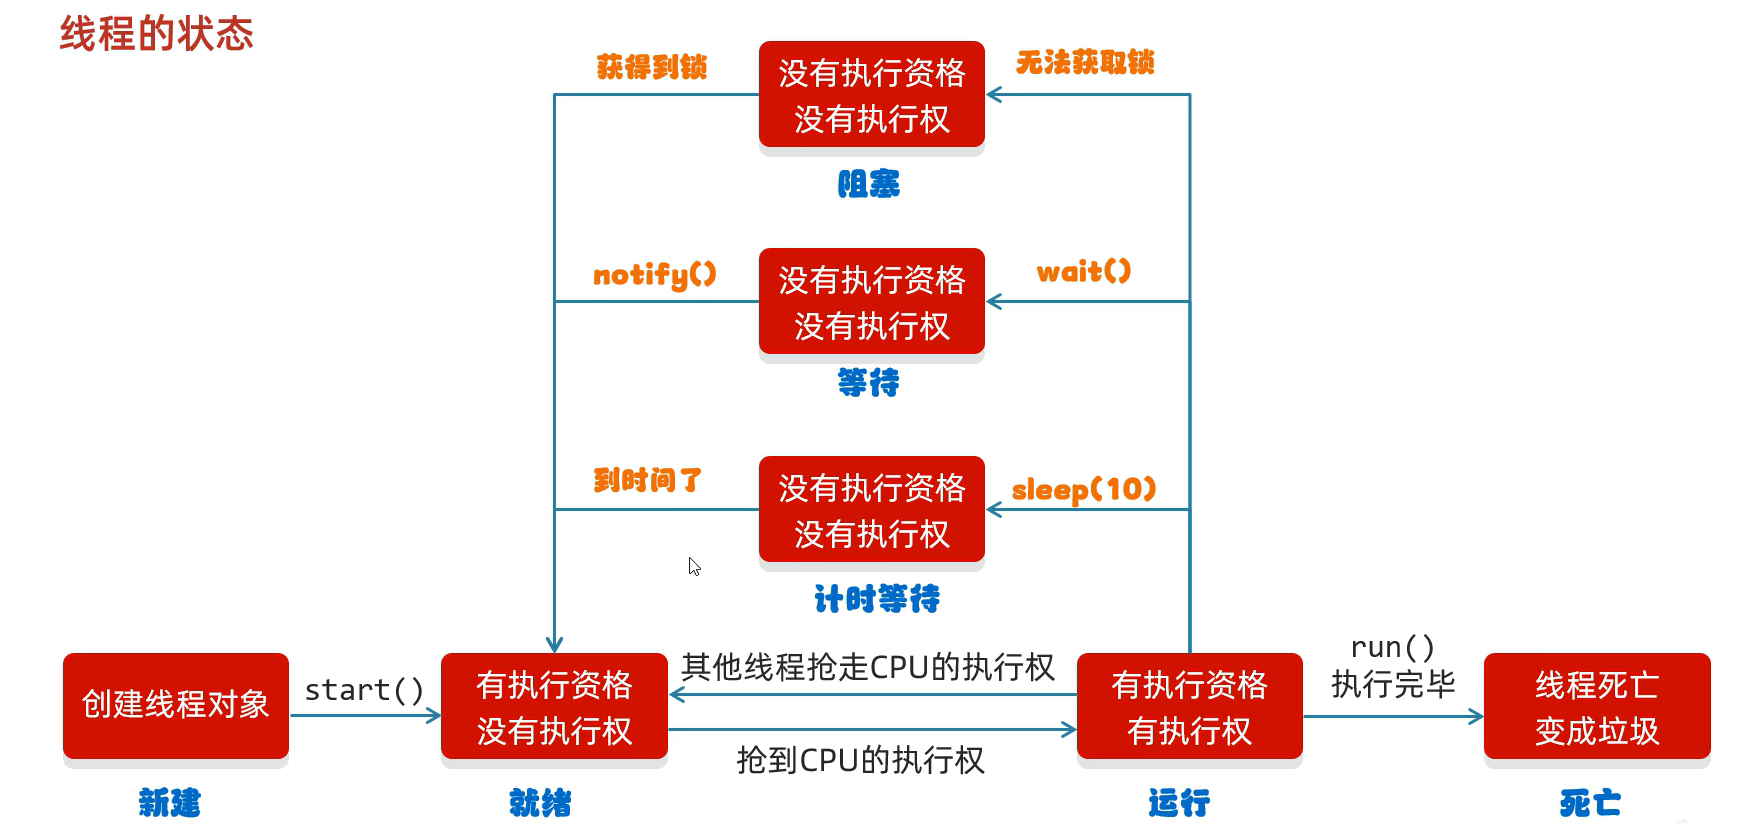 线程的状态
获得到锁
没有执行资格
没有执行权
无法获取锁
阻塞
notify()
没有执行资格
没有执行权
wait()
等待
到时间了
没有执行资格
没有执行权
sleep(10)
计时等待
创建线程对象
新建
start()
有执行资格
没有执行权
就绪
其他线程抢走CPU的执行权
抢到CPU的执行权
有执行资格
有执行权
运行
run()
执行完毕
线程死亡
变成垃圾
死亡